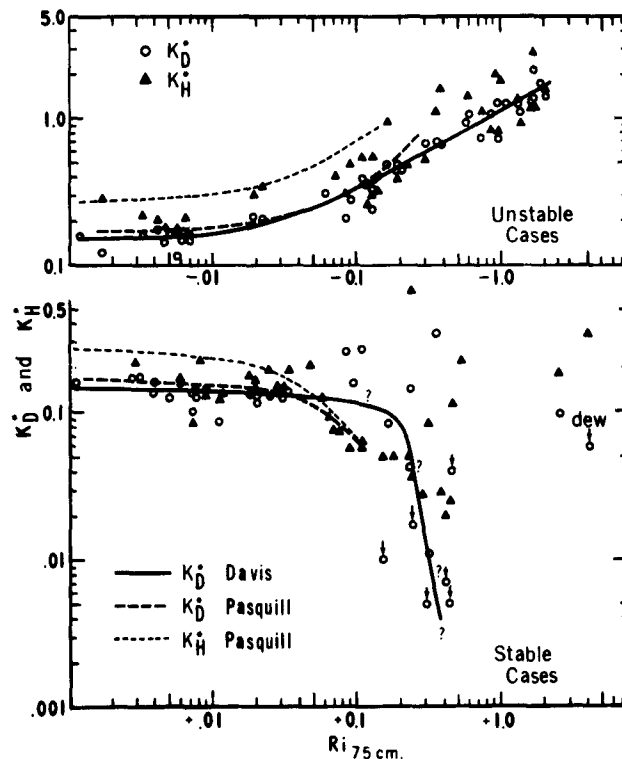 5.0
○ K*D
▲ K*H
1.0
Unstable
Cases
0.1
-.01
-0.1
-1.0
K*D and K*H
0.5
?
0.1
?
dew
.01
?
?
K*D Davis
K*D Pasquill
K*H Pasquill
Stable
Cases
.001
+.01
+0.1
+1.0
Ri 75 cm.